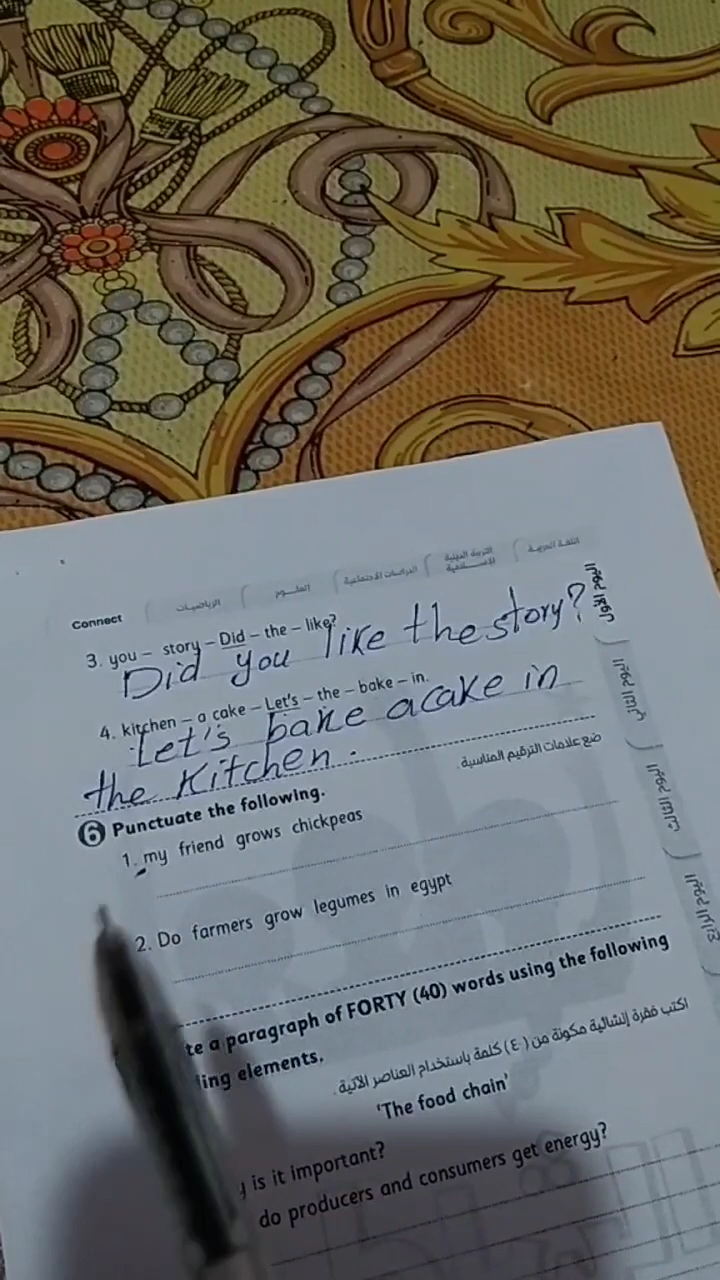 Connect الرياضيات العلـــوم الدراسات الاجتماعية التربية الدينية الإسـلامية اللغة العربيـة
3. you – story – Did – the – like?
Did you like the story?
4. kitchen – a cake – Let's – the – bake – in.
Let's bake a cake in
the Kitchen.
6 Punctuate the following.
ضع علامات الترقيم المناسبة.
1. my friend grows chickpeas
2. Do farmers grow legumes in egypt
te a paragraph of FORTY (40) words using the following
ing elements.
اكتب فقرة إنشائية مكونة من (٤٠) كلمة باستخدام العناصر الآتية.
'The food chain'
y is it important?
do producers and consumers get energy?
اليوم الأول
اليوم الثاني
اليوم الثالث
اليوم الرابع